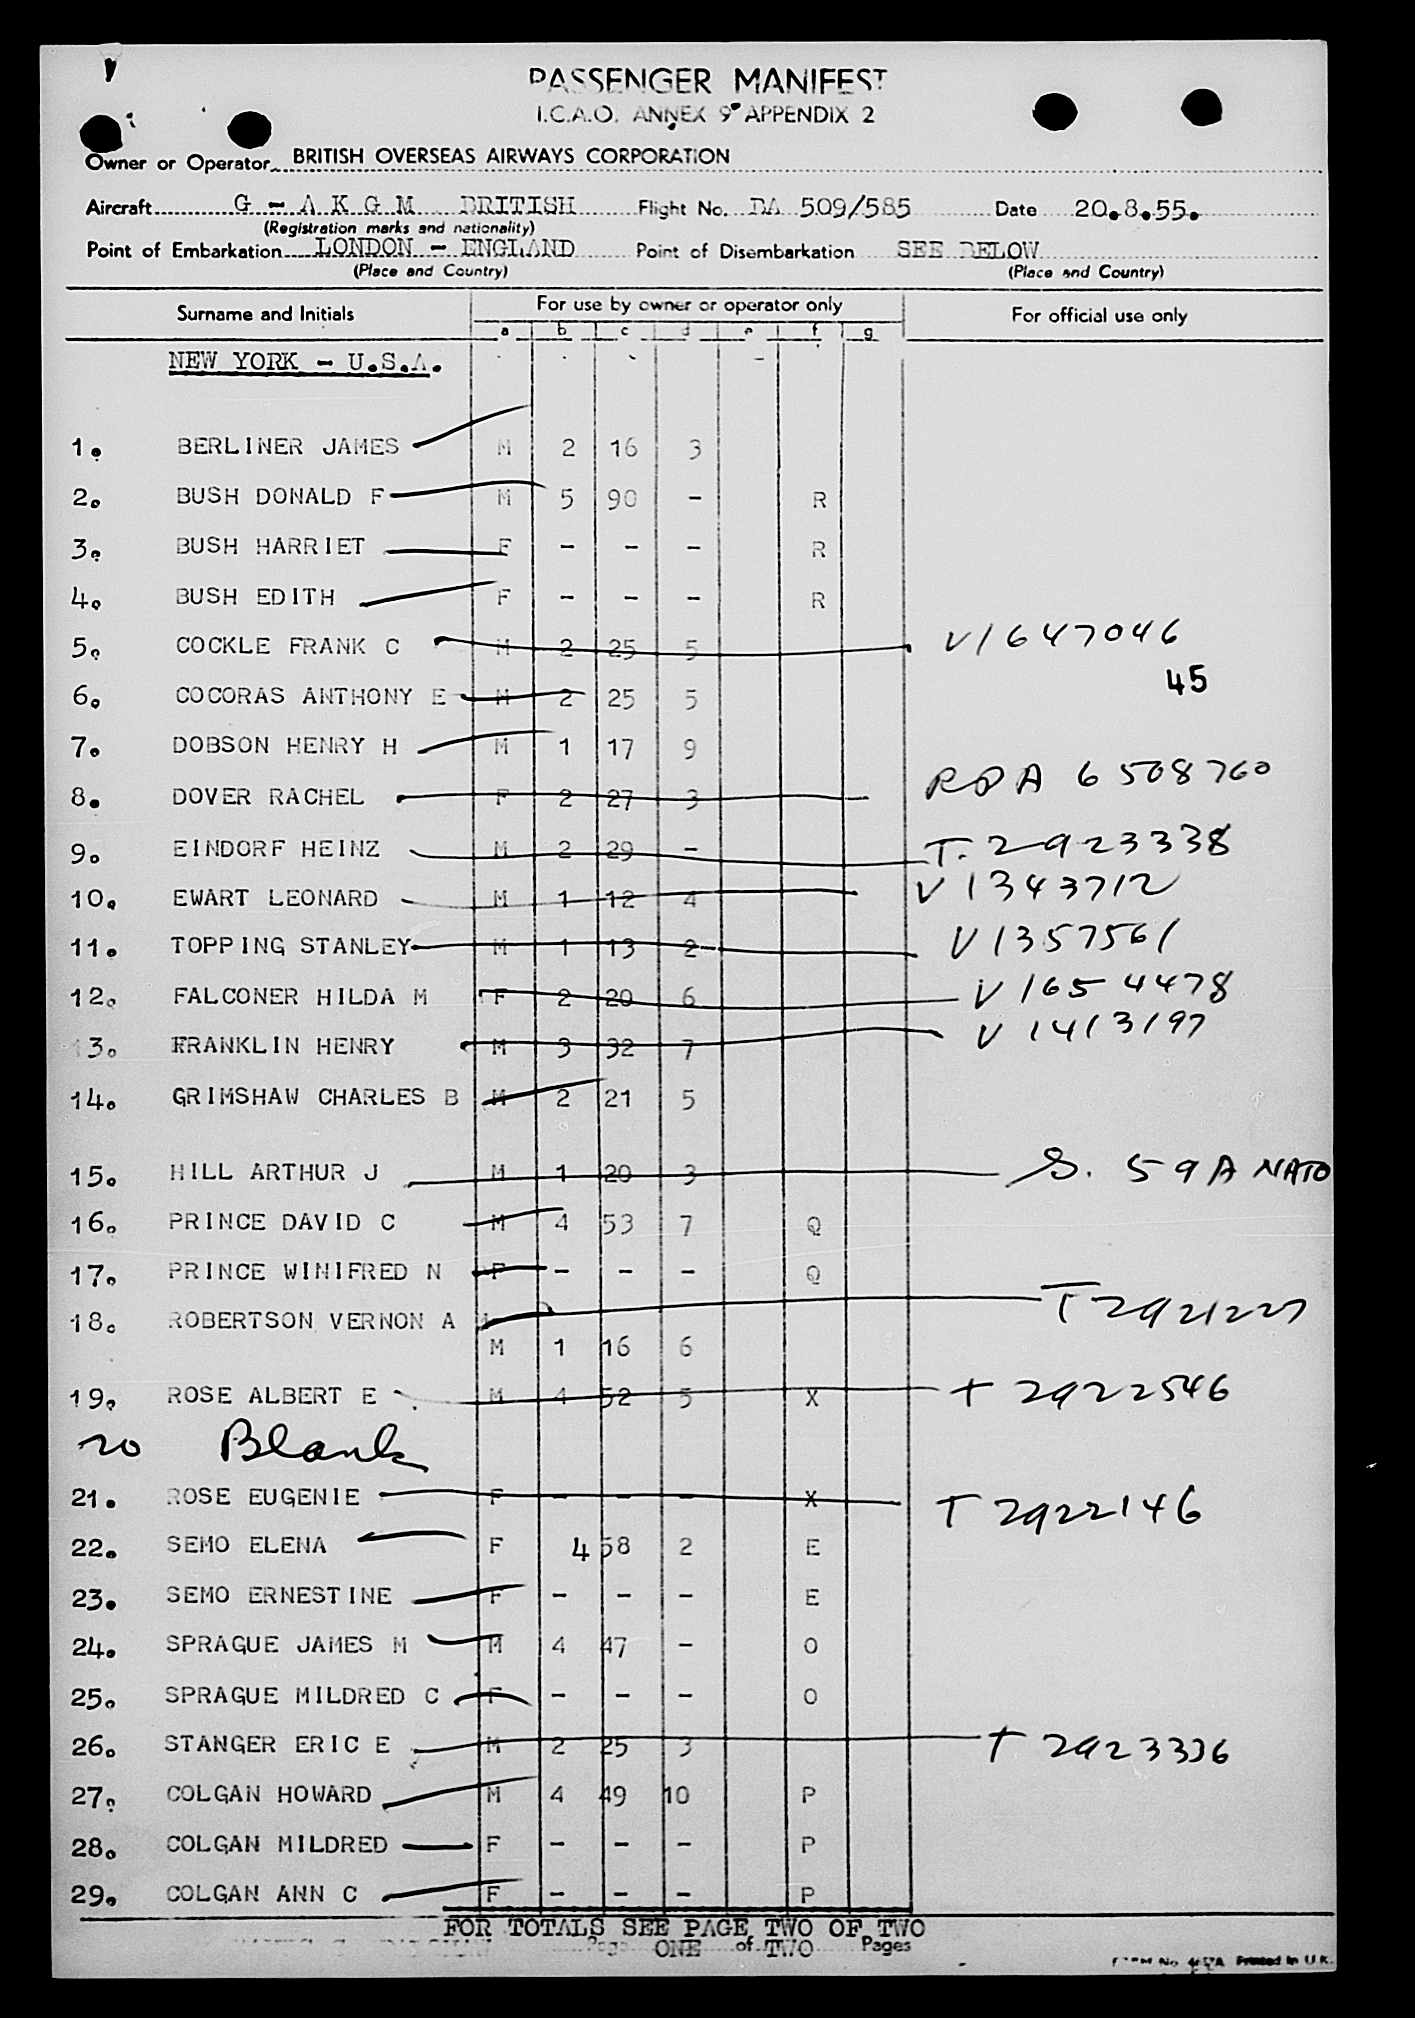 PASSENGER MANIFEST
I.C.A.O. ANNEX 9 APPENDIX 2
Owner or Operator BRITISH OVERSEAS AIRWAYS CORPORATION
Aircraft G - A K G M BRITISH Flight No. BA 509/585 Date 20.8.55.
(Registration marks and nationality)
Point of Embarkation LONDON - ENGLAND Point of Disembarkation SEE BELOW
(Place and Country) (Place and Country)
Surname and Initials For use by owner or operator only For official use only
a b c d e f g
NEW YORK - U.S.A.
1. BERLINER JAMES M 2 16 3
2. BUSH DONALD F M 5 90 - R
3. BUSH HARRIET F - - - R
4. BUSH EDITH F - - - R
5. COCKLE FRANK C M 2 25 5 V1647046
45
6. COCORAS ANTHONY E M 2 25 5
7. DOBSON HENRY H M 1 17 9
8. DOVER RACHEL F 2 27 3 6508760
9. EINDORF HEINZ M 2 29 - T. 2923338
10. EWART LEONARD M 1 12 4 V 1343712
11. TOPPING STANLEY M 1 13 2 V1357561
12. FALCONER HILDA M F 2 20 6 V 1654478
13. FRANKLIN HENRY M 3 32 7 V 1413197
14. GRIMSHAW CHARLES B M 2 21 5
15. HILL ARTHUR J M 1 20 3 S. 59A NATO
16. PRINCE DAVID C M 4 53 7 Q
17. PRINCE WINIFRED N F - - - Q
18. ROBERTSON VERNON A T2921227
M 1 16 6
19. ROSE ALBERT E M 4 52 5 X T 2922546
20 Blank
21. ROSE EUGENIE F - - - X T 2922146
22. SEMO ELENA F 4 58 2 E
23. SEMO ERNESTINE F - - - E
24. SPRAGUE JAMES M M 4 47 - O
25. SPRAGUE MILDRED C F - - - O
26. STANGER ERIC E M 2 25 3 T 2923336
27. COLGAN HOWARD M 4 49 10 P
28. COLGAN MILDRED F - - - P
29. COLGAN ANN C F - - - P
FOR TOTALS SEE PAGE TWO OF TWO
Page ONE of TWO Pages
Printed in U.K.